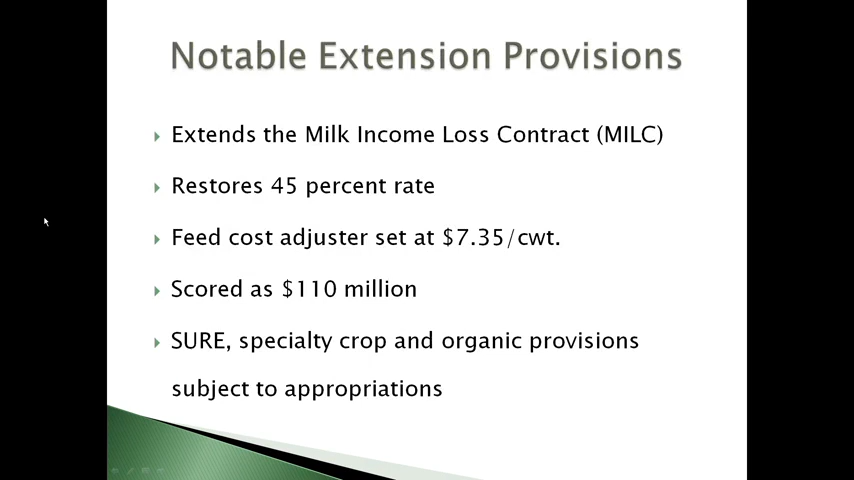 Notable Extension Provisions
Extends the Milk Income Loss Contract (MILC)
Restores 45 percent rate
Feed cost adjuster set at $7.35/cwt.
Scored as $110 million
SURE, specialty crop and organic provisions
subject to appropriations